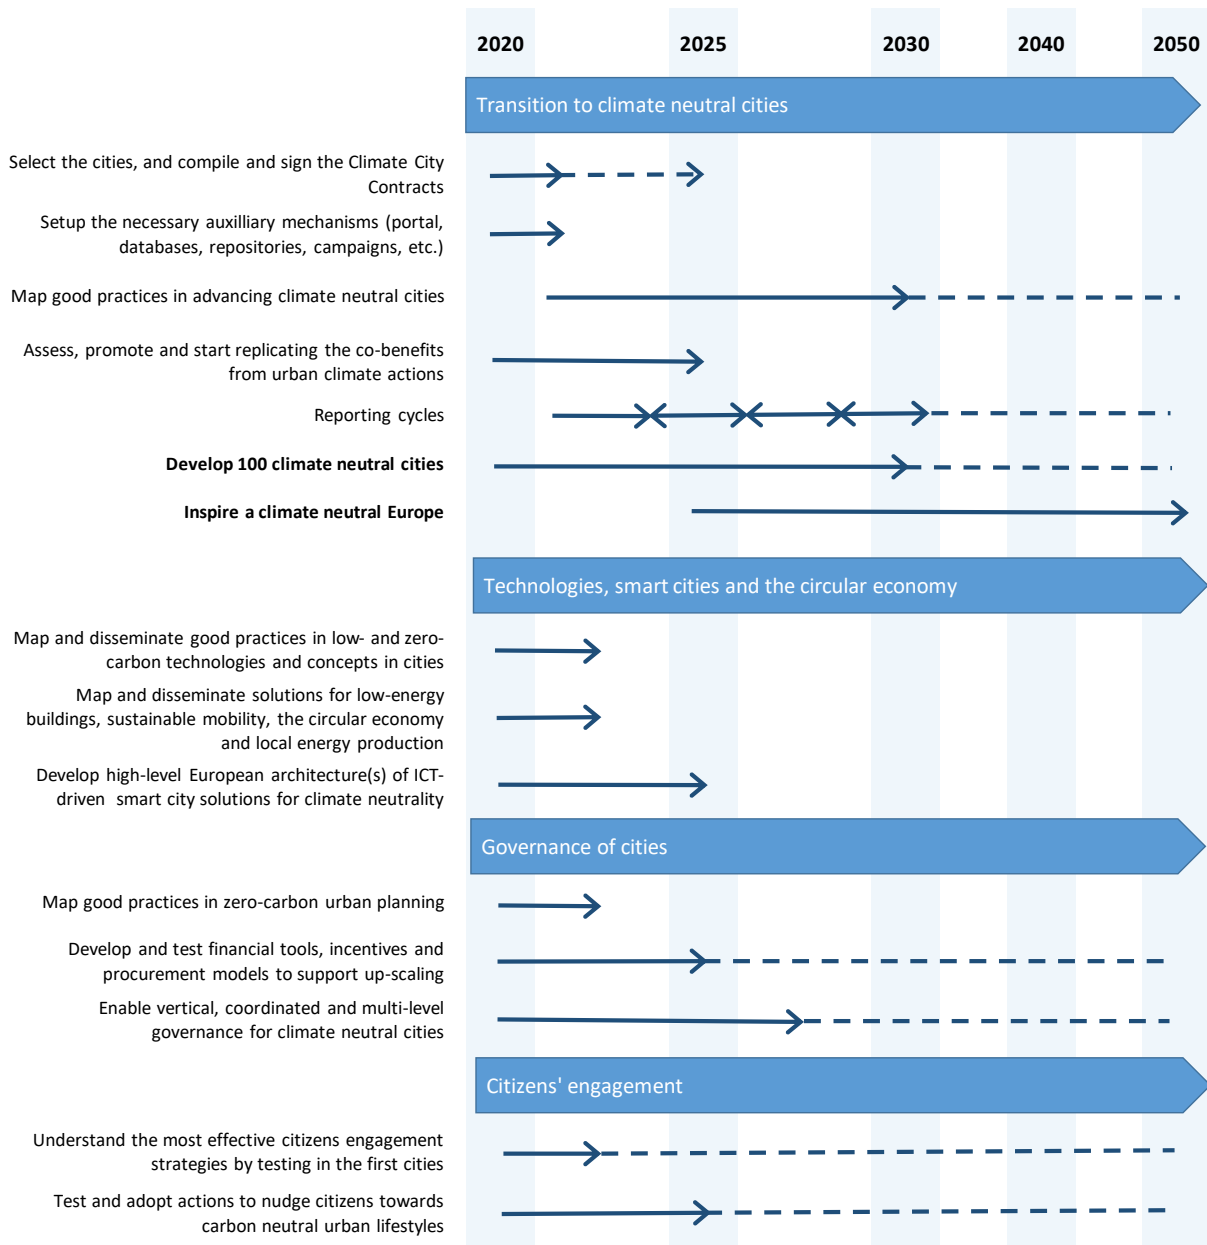 2020 2025 2030 2040 2050
Transition to climate neutral cities
Select the cities, and compile and sign the Climate City
Contracts
Setup the necessary auxilliary mechanisms (portal,
databases, repositories, campaigns, etc.)
Map good practices in advancing climate neutral cities
Assess, promote and start replicating the co-benefits
from urban climate actions
Reporting cycles
Develop 100 climate neutral cities
Inspire a climate neutral Europe
Technologies, smart cities and the circular economy
Map and disseminate good practices in low- and zero-
carbon technologies and concepts in cities
Map and disseminate solutions for low-energy
buildings, sustainable mobility, the circular economy
and local energy production
Develop high-level European architecture(s) of ICT-
driven smart city solutions for climate neutrality
Governance of cities
Map good practices in zero-carbon urban planning
Develop and test financial tools, incentives and
procurement models to support up-scaling
Enable vertical, coordinated and multi-level
governance for climate neutral cities
Citizens' engagement
Understand the most effective citizens engagement
strategies by testing in the first cities
Test and adopt actions to nudge citizens towards
carbon neutral urban lifestyles